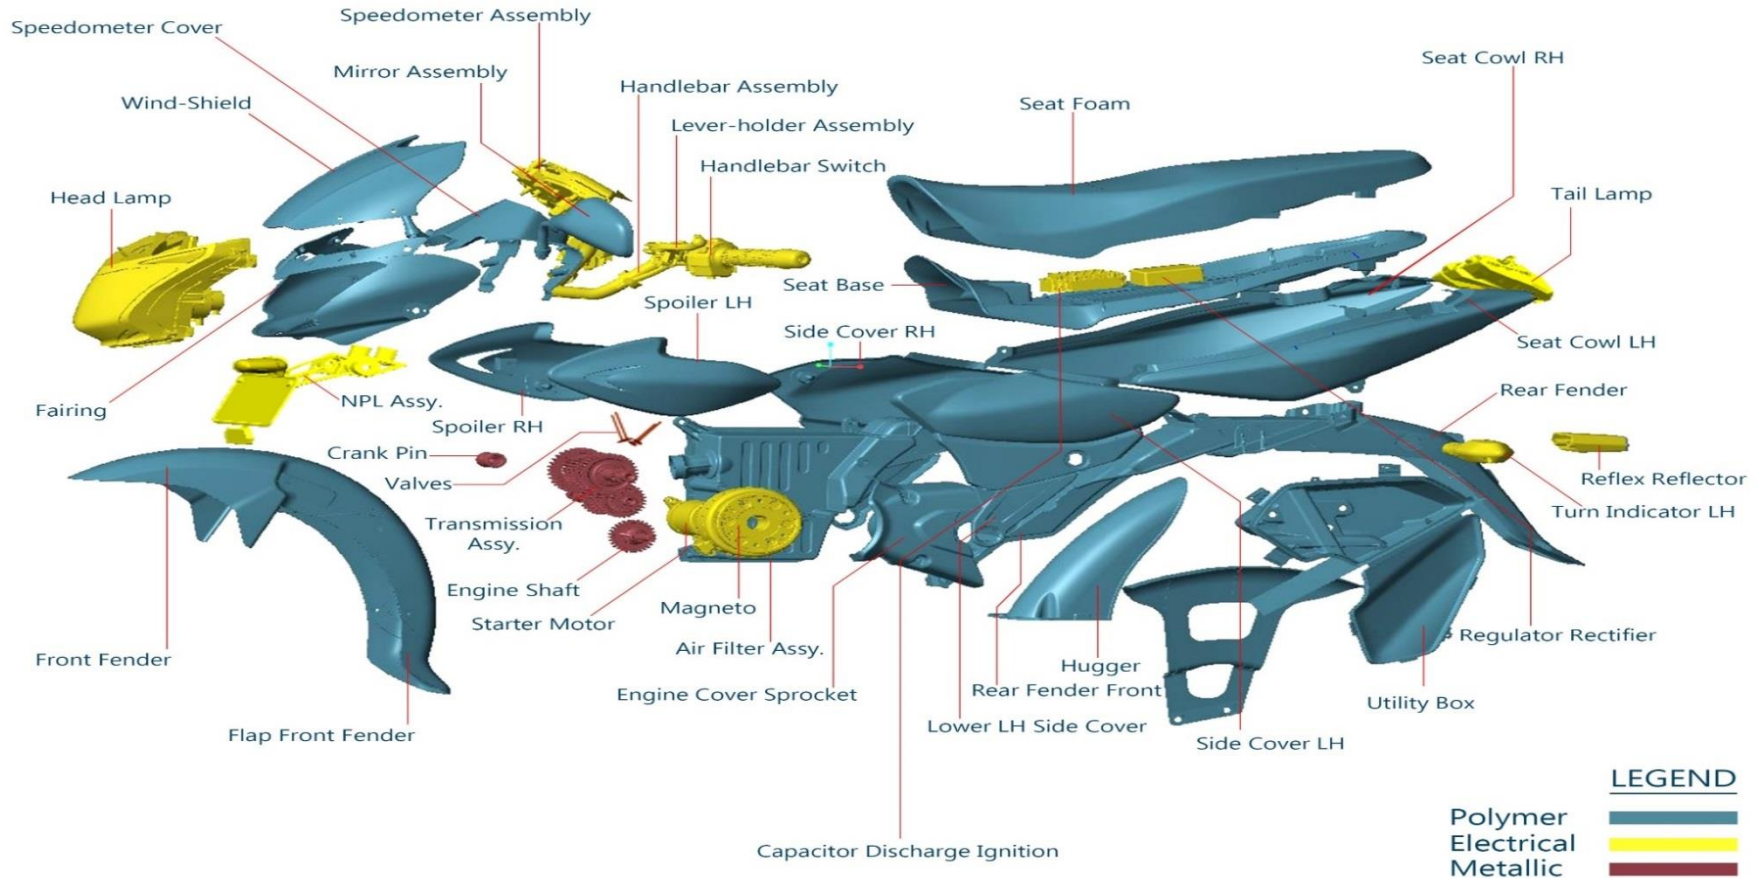 Speedometer Assembly
Speedometer Cover
Seat Cowl RH
Mirror Assembly
Handlebar Assembly
Wind-Shield
Seat Foam
Lever-holder Assembly
Handlebar Switch
Head Lamp
Tail Lamp
Seat Base
Spoiler LH
Side Cover RH
Seat Cowl LH
Rear Fender
NPL Assy.
Fairing
Spoiler RH
Crank Pin
Reflex Reflector
Valves
Turn Indicator LH
Transmission
Assy.
Engine Shaft
Magneto
Starter Motor
Regulator Rectifier
Air Filter Assy.
Front Fender
Hugger
Rear Fender Front
Engine Cover Sprocket
Utility Box
Lower LH Side Cover
Flap Front Fender
Side Cover LH
LEGEND
Polymer
Electrical
Metallic
Capacitor Discharge Ignition